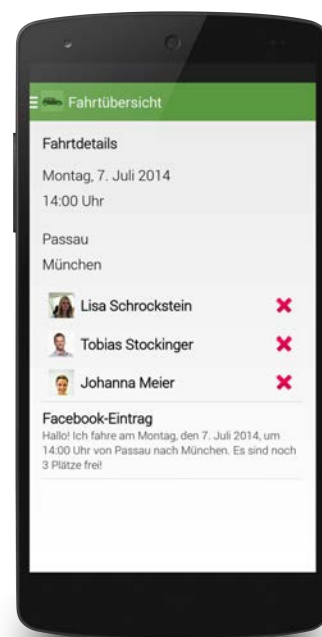 Fahrtübersicht
Fahrtdetails
Montag, 7. Juli 2014
14:00 Uhr
Passau
München
Lisa Schrockstein
Tobias Stockinger
Johanna Meier
Facebook-Eintrag
Hallo! Ich fahre am Montag, den 7. Juli 2014, um
14:00 Uhr von Passau nach München. Es sind noch
3 Plätze frei!